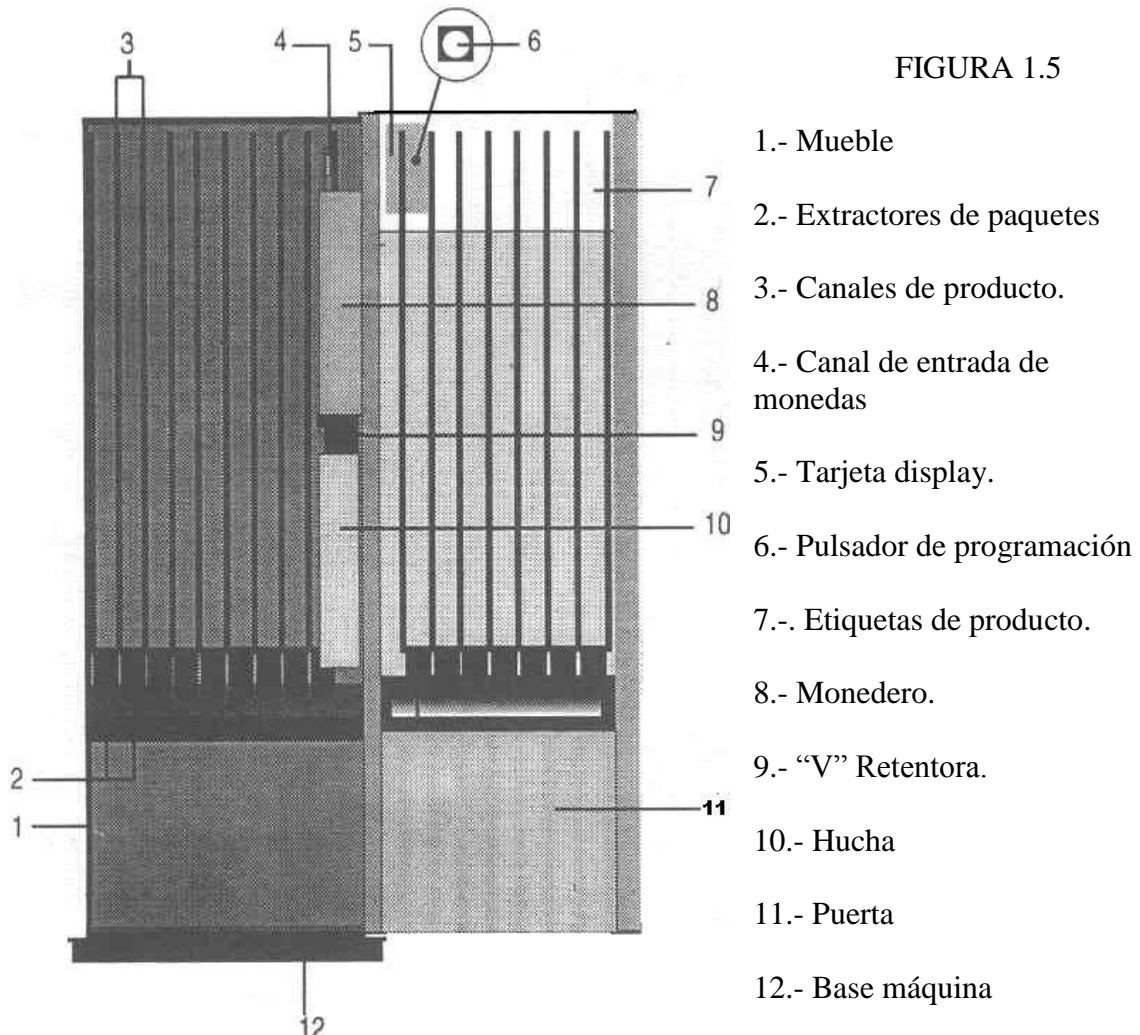 3
4
5
6
7
8
9
10
2
1
11
12
FIGURA 1.5
1.- Mueble
2.- Extractores de paquetes
3.- Canales de producto.
4.- Canal de entrada de
monedas
5.- Tarjeta display.
6.- Pulsador de programación
7.-. Etiquetas de producto.
8.- Monedero.
9.- “V” Retentora.
10.- Hucha
11.- Puerta
12.- Base máquina